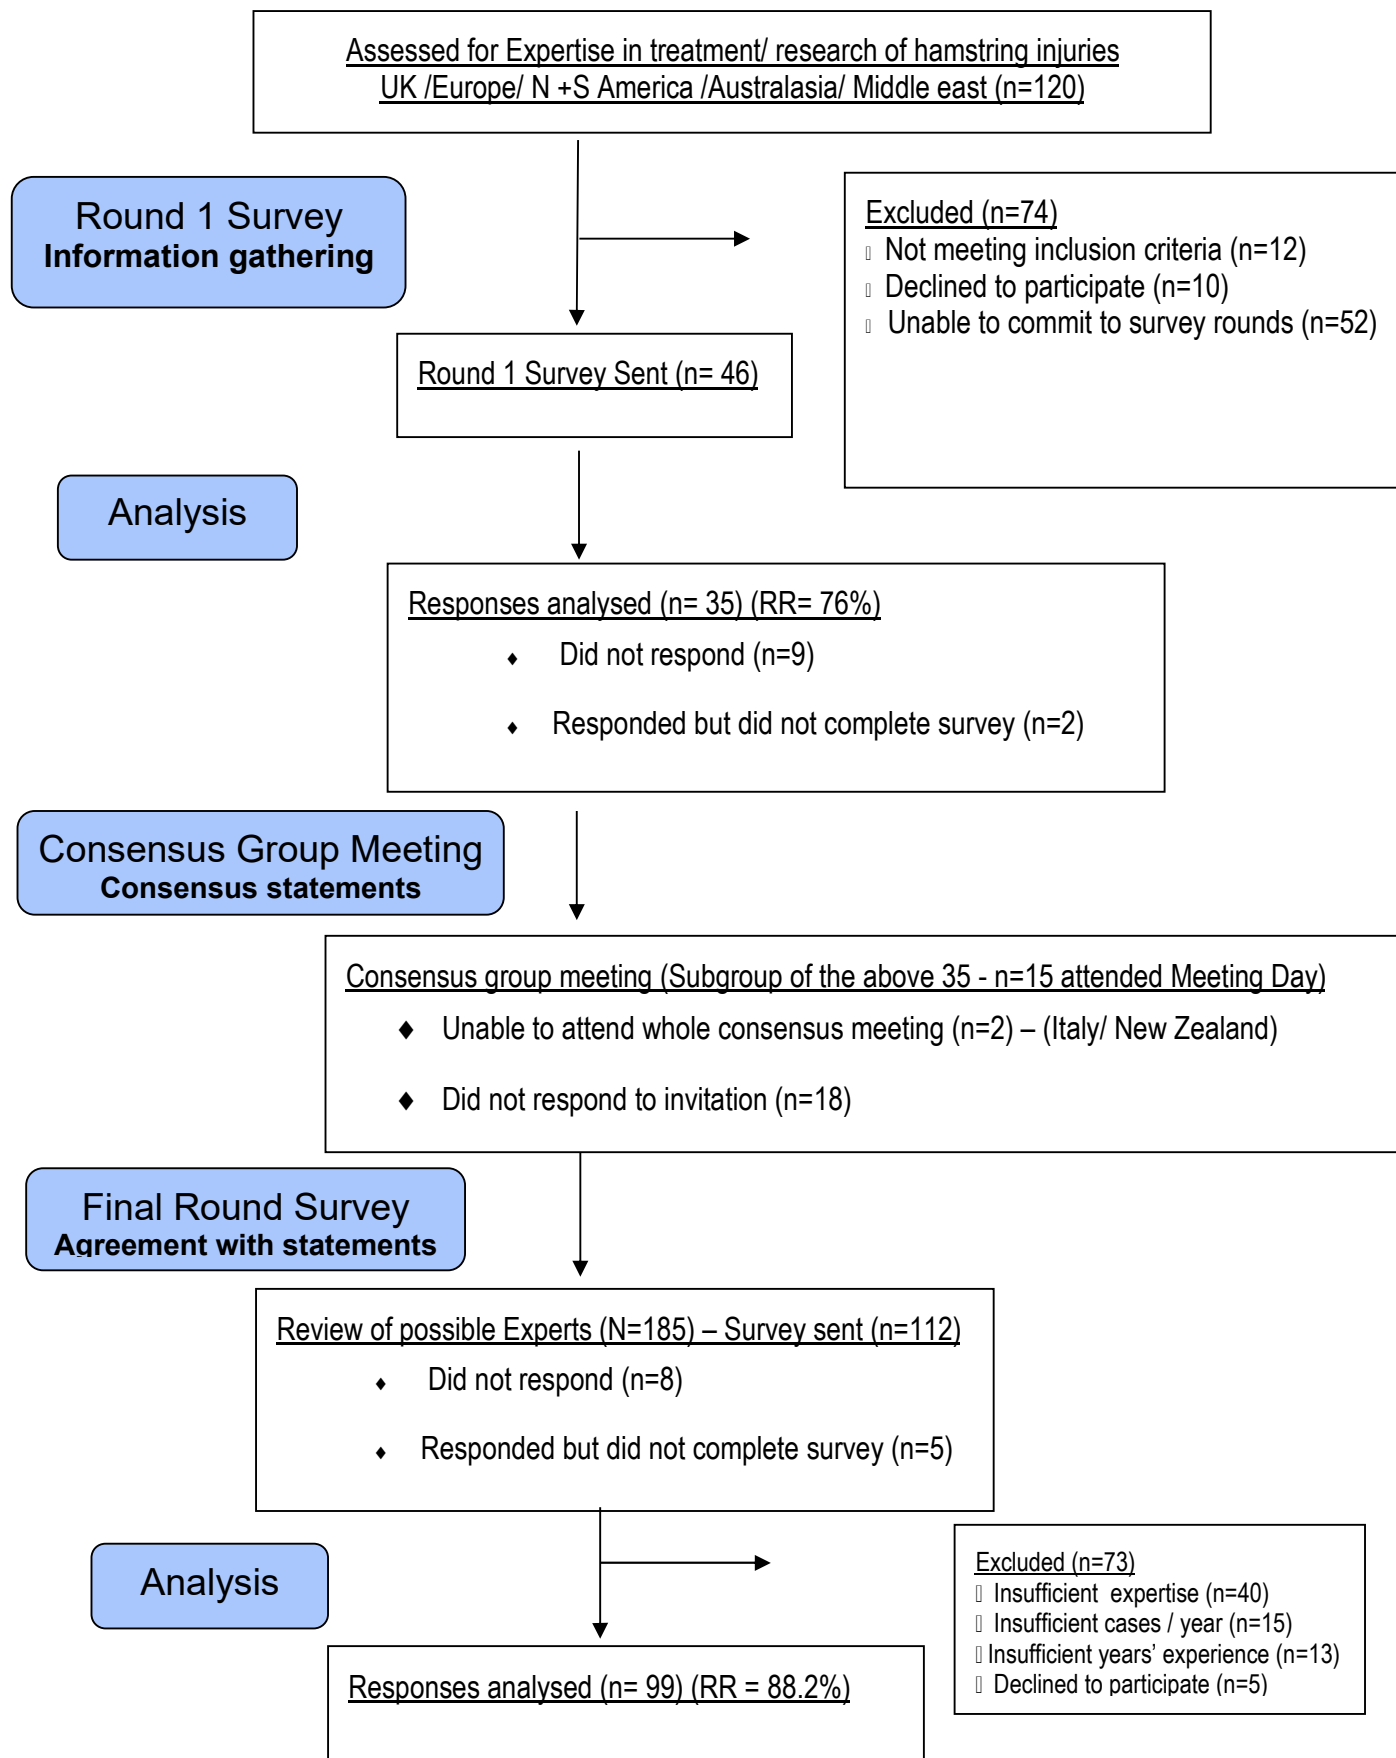 Assessed for Expertise in treatment/ research of hamstring injuries
UK /Europe/ N +S America /Australasia/ Middle east (n=120)
Round 1 Survey
Information gathering
Excluded (n=74)
Not meeting inclusion criteria (n=12)
Declined to participate (n=10)
Unable to commit to survey rounds (n=52)
Round 1 Survey Sent (n= 46)
Analysis
Responses analysed (n= 35) (RR= 76%)
♦ Did not respond (n=9)
♦ Responded but did not complete survey (n=2)
Consensus Group Meeting
Consensus statements
Consensus group meeting (Subgroup of the above 35 - n=15 attended Meeting Day)
♦ Unable to attend whole consensus meeting (n=2) – (Italy/ New Zealand)
♦ Did not respond to invitation (n=18)
Final Round Survey
Agreement with statements
Review of possible Experts (N=185) – Survey sent (n=112)
♦ Did not respond (n=8)
♦ Responded but did not complete survey (n=5)
Analysis
Excluded (n=73)
Insufficient expertise (n=40)
Insufficient cases / year (n=15)
Insufficient years’ experience (n=13)
Declined to participate (n=5)
Responses analysed (n= 99) (RR = 88.2%)